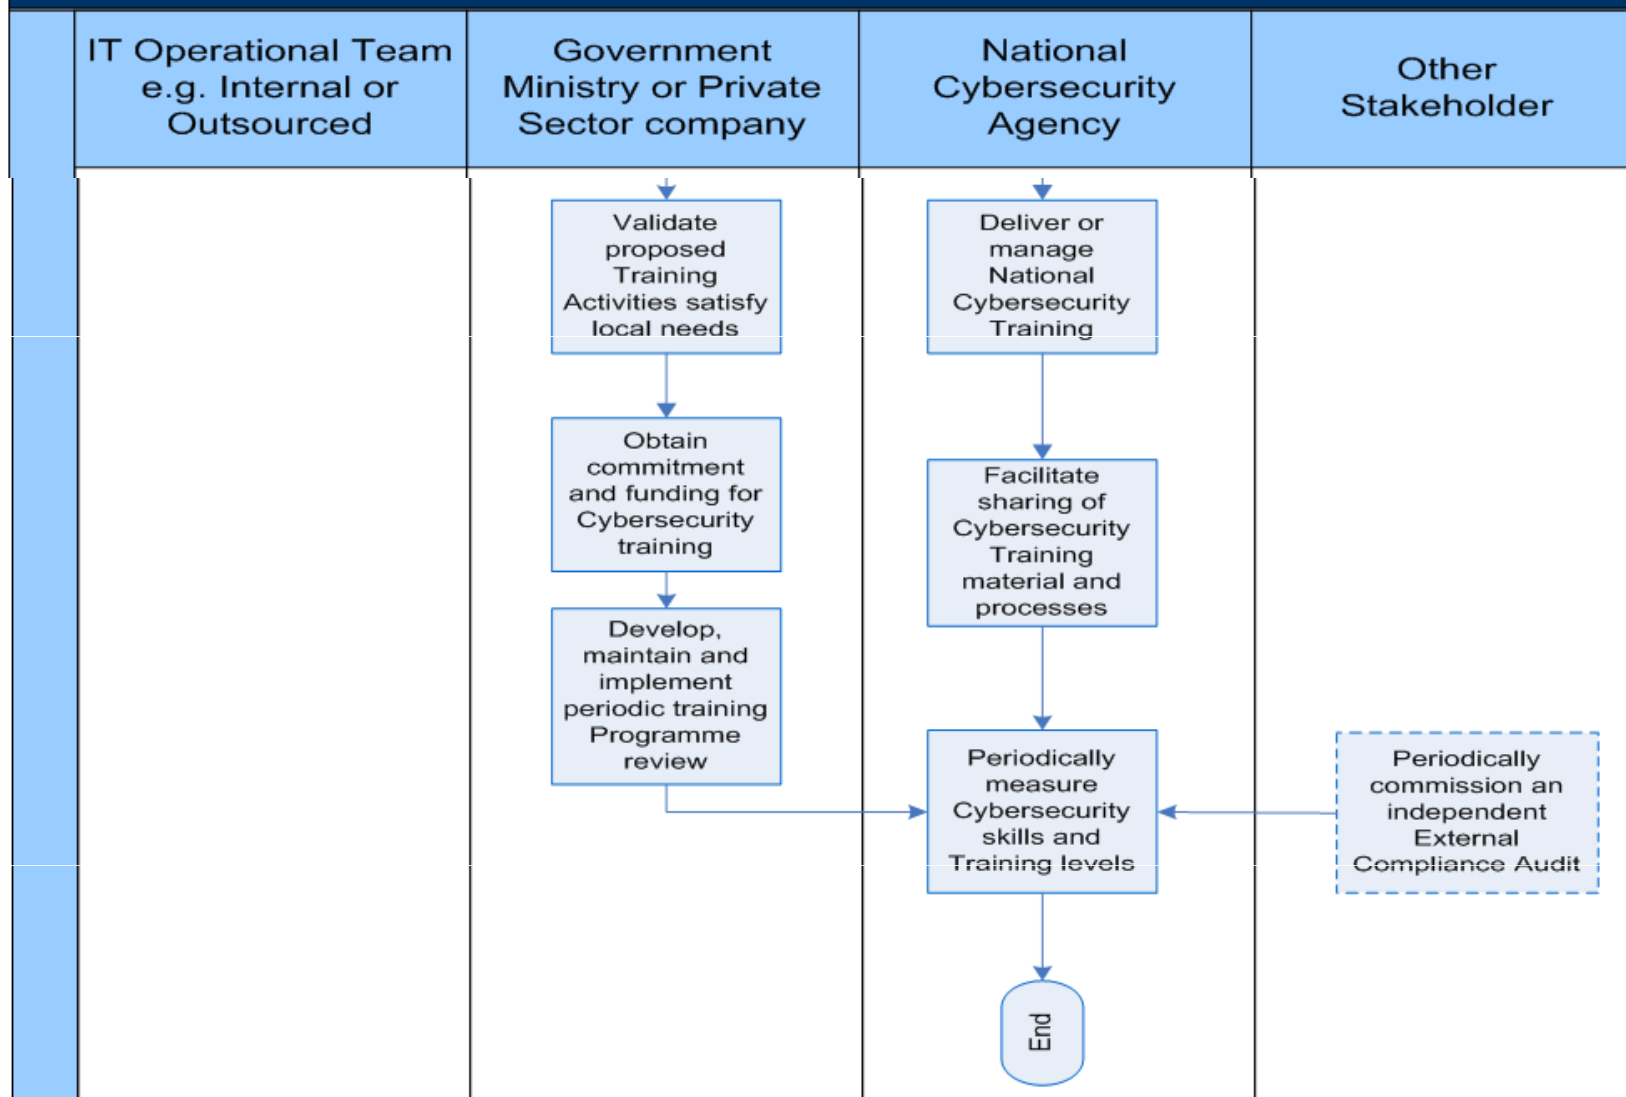 IT Operational Team
e.g. Internal or
Outsourced
Government
Ministry or Private
Sector company
National
Cybersecurity
Agency
Other
Stakeholder
Validate
proposed
Training
Activities satisfy
local needs
Obtain
commitment
and funding for
Cybersecurity
training
Develop,
maintain and
implement
periodic training
Programme
review
Deliver or
manage
National
Cybersecurity
Training
Facilitate
sharing of
Cybersecurity
Training
material and
processes
Periodically
measure
Cybersecurity
skills and
Training levels
Periodically
commission an
independent
External
Compliance Audit
End